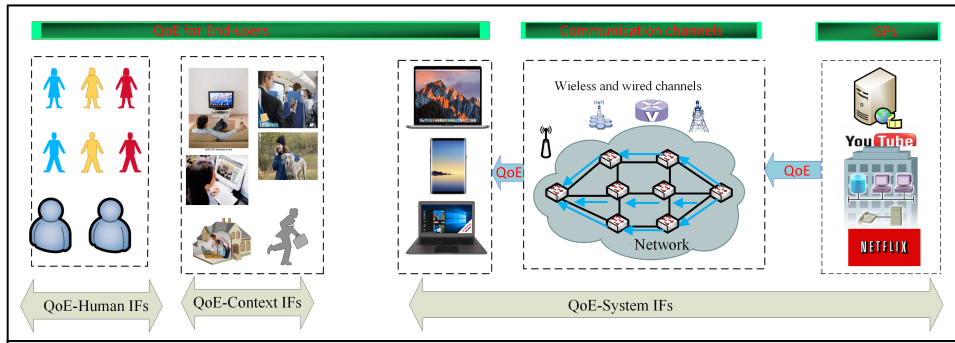 QoE for End-users
Communication channels
ISPs
Wieless and wired channels
V
YouTube
QoE
QoE
Network
NETFLIX
QoE-Human IFs
QoE-Context IFs
QoE-System IFs